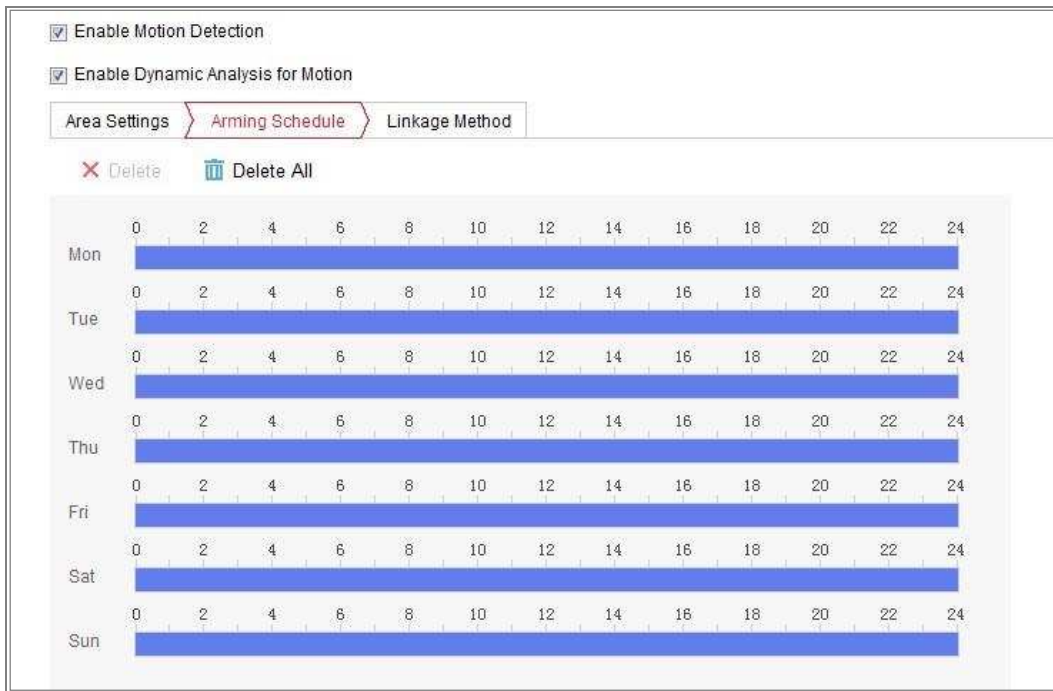 Enable Motion Detection
Enable Dynamic Analysis for Motion
Area Settings Arming Schedule Linkage Method
Delete Delete All
0 2 4 6 8 10 12 14 16 18 20 22 24
Mon
0 2 4 6 8 10 12 14 16 18 20 22 24
Tue
0 2 4 6 8 10 12 14 16 18 20 22 24
Wed
0 2 4 6 8 10 12 14 16 18 20 22 24
Thu
0 2 4 6 8 10 12 14 16 18 20 22 24
Fri
0 2 4 6 8 10 12 14 16 18 20 22 24
Sat
0 2 4 6 8 10 12 14 16 18 20 22 24
Sun